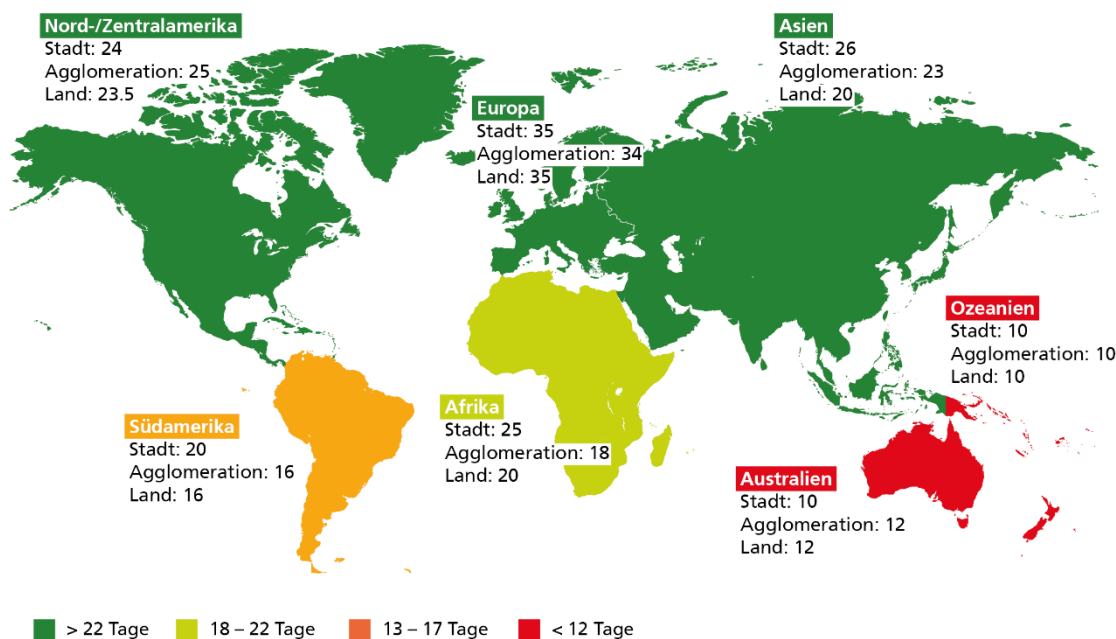 Nord-/Zentralamerika
Stadt: 24
Agglomeration: 25
Land: 23.5
Asien
Stadt: 26
Agglomeration: 23
Land: 20
Europa
Stadt: 35
Agglomeration: 34
Land: 35
Ozeanien
Stadt: 10
Agglomeration: 10
Land: 10
Südamerika
Stadt: 20
Agglomeration: 16
Land: 16
Afrika
Stadt: 25
Agglomeration: 18
Land: 20
Australien
Stadt: 10
Agglomeration: 12
Land: 12
> 22 Tage 18 – 22 Tage 13 – 17 Tage < 12 Tage